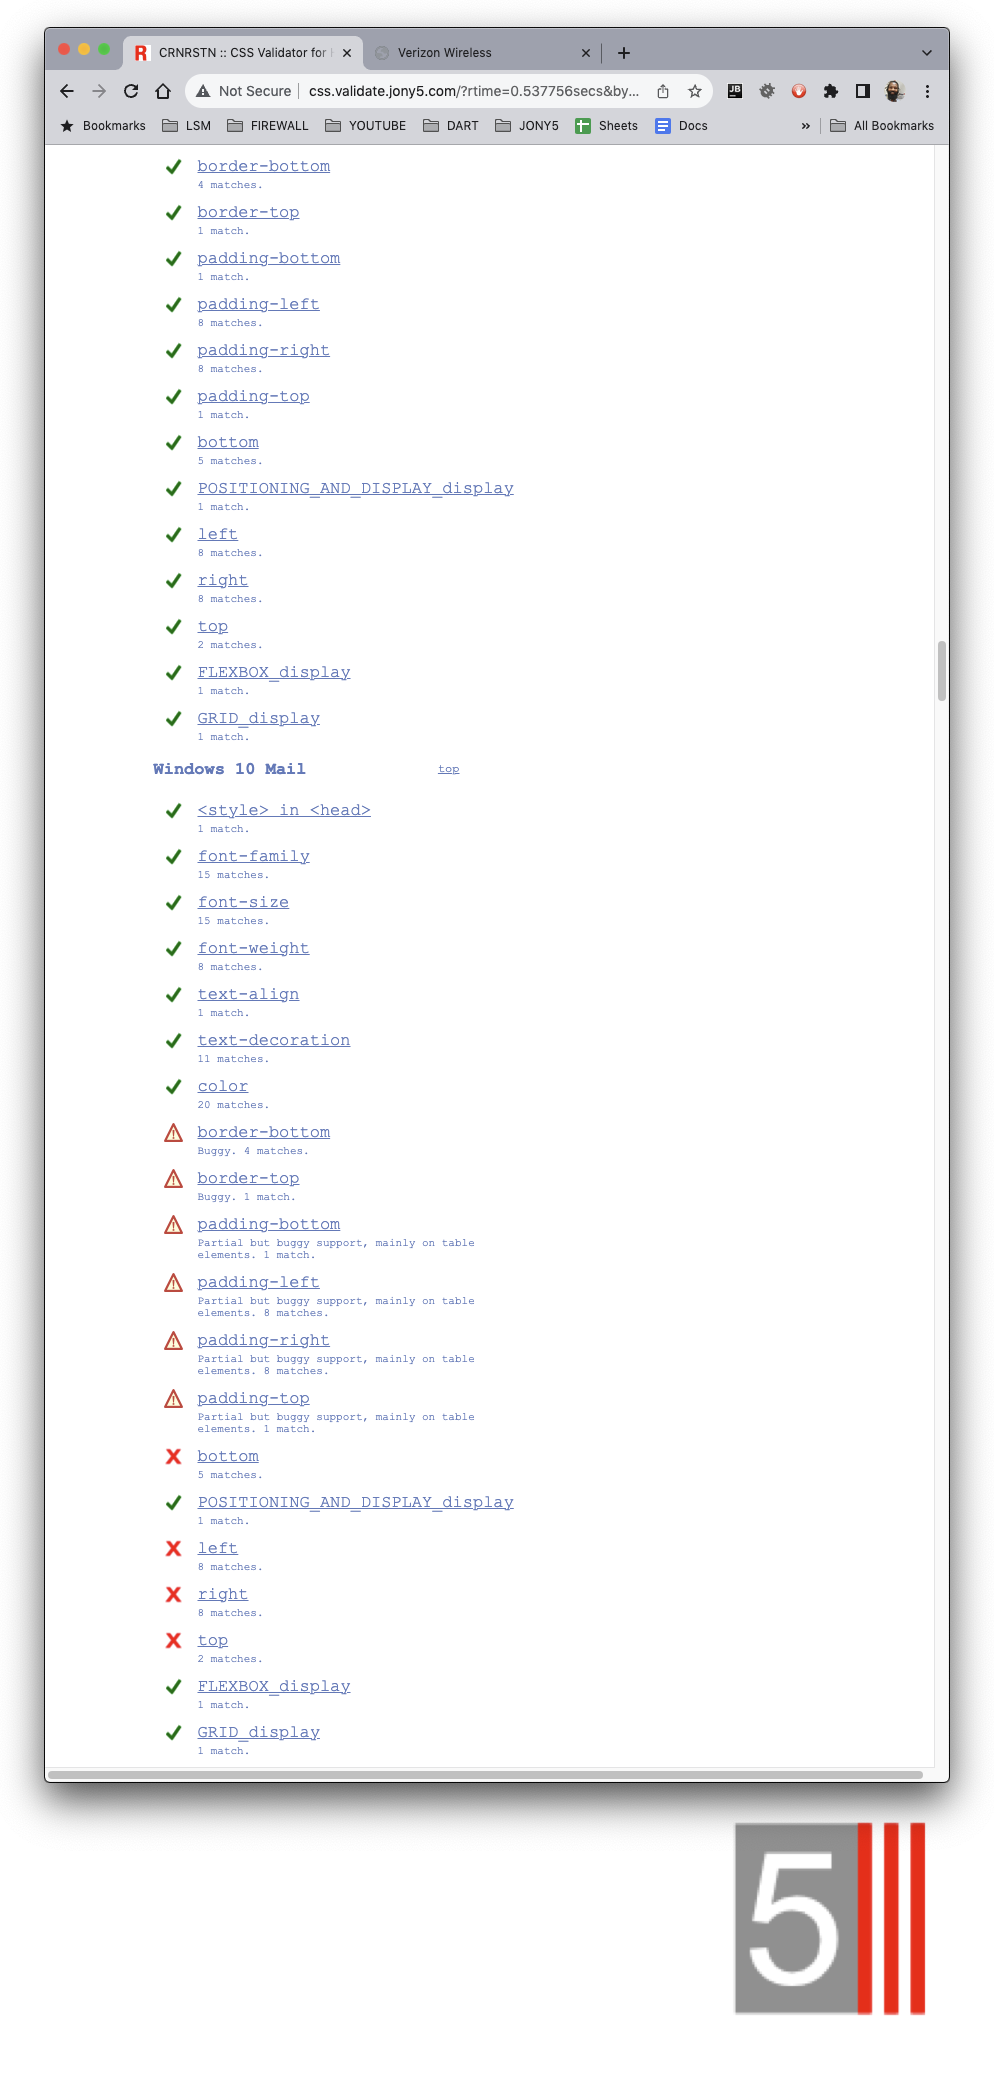 CRNRSTN :: CSS Validator for
Verizon Wireless
Not Secure
css.validate.jony5.com/?rtime=0.537756secs&by...
JB
Bookmarks
LSM
FIREWALL
YOUTUBE
DART
JONY5
Sheets
Docs
»
All Bookmarks
border-bottom
4 matches.
border-top
1 match.
padding-bottom
1 match.
padding-left
8 matches.
padding-right
8 matches.
padding-top
1 match.
bottom
5 matches.
POSITIONING_AND_DISPLAY_display
1 match.
left
8 matches.
right
8 matches.
top
2 matches.
FLEXBOX_display
1 match.
GRID_display
1 match.
Windows 10 Mail
top
<style> in <head>
1 match.
font-family
15 matches.
font-size
15 matches.
font-weight
8 matches.
text-align
1 match.
text-decoration
11 matches.
color
20 matches.
border-bottom
Buggy. 4 matches.
border-top
Buggy. 1 match.
padding-bottom
Partial but buggy support, mainly on table
elements. 1 match.
padding-left
Partial but buggy support, mainly on table
elements. 8 matches.
padding-right
Partial but buggy support, mainly on table
elements. 8 matches.
padding-top
Partial but buggy support, mainly on table
elements. 1 match.
bottom
5 matches.
POSITIONING_AND_DISPLAY_display
1 match.
left
8 matches.
right
8 matches.
top
2 matches.
FLEXBOX_display
1 match.
GRID_display
1 match.
5